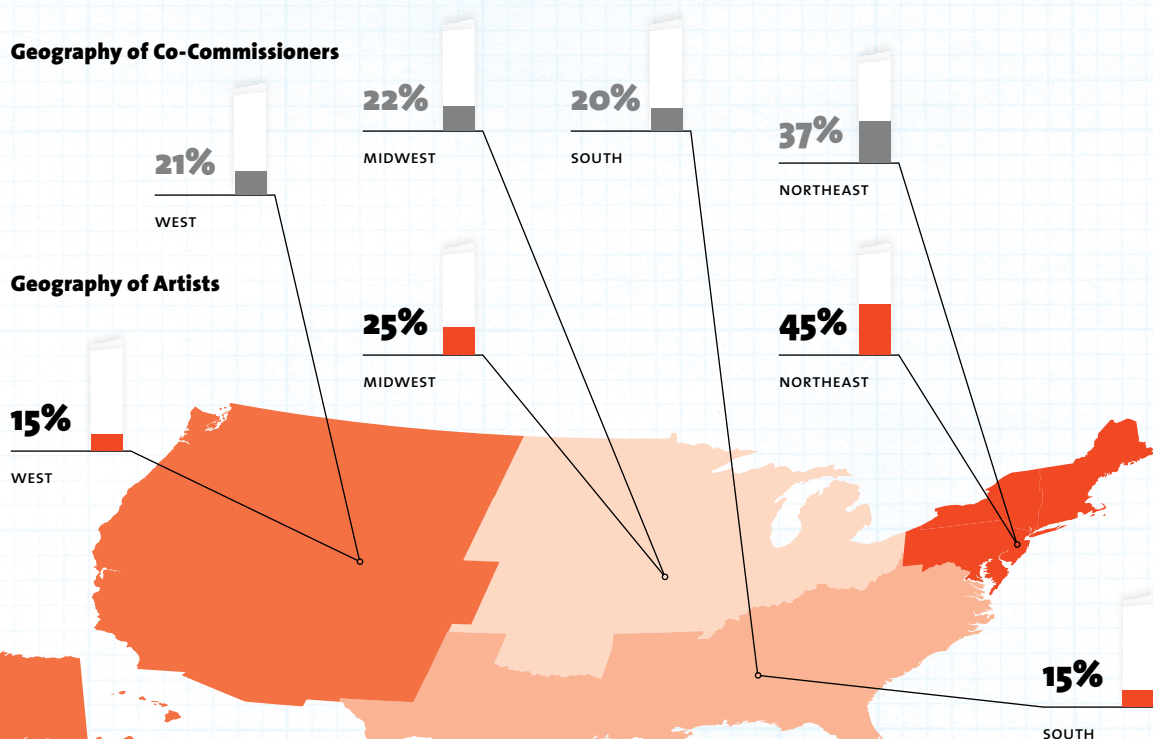 Geography of Co-Commissioners
21%
WEST
22%
MIDWEST
20%
SOUTH
37%
NORTHEAST
Geography of Artists
15%
WEST
25%
MIDWEST
45%
NORTHEAST
15%
SOUTH